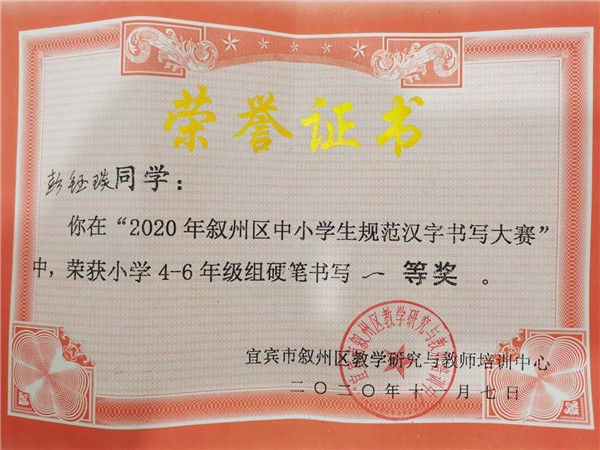 荣誉证书
彭钰琰同学：
你在“2020年叙州区中小学生规范汉字书写大赛”
中，荣获小学4-6年级组硬笔书写 一 等奖 。
宜宾市叙州区教学研究与教师培训中心
二〇二〇年十一月七日